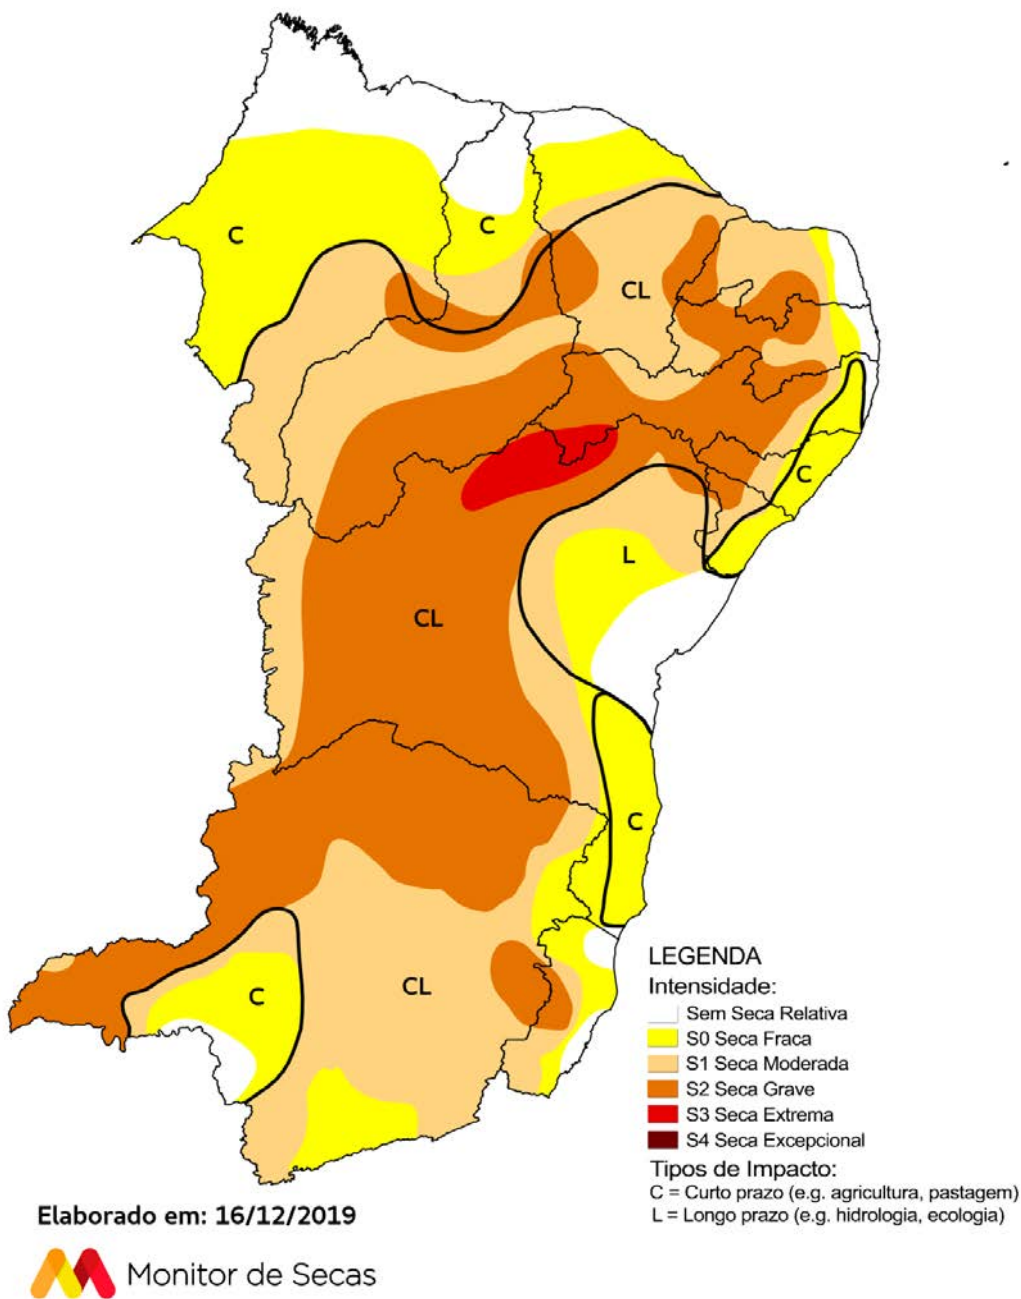 C
C
CL
C
L
CL
C
C
CL
LEGENDA
Intensidade:
Sem Seca Relativa
S0 Seca Fraca
S1 Seca Moderada
S2 Seca Grave
S3 Seca Extrema
S4 Seca Excepcional
Tipos de Impacto:
C = Curto prazo (e.g. agricultura, pastagem)
L = Longo prazo (e.g. hidrologia, ecologia)
Elaborado em: 16/12/2019
Monitor de Secas